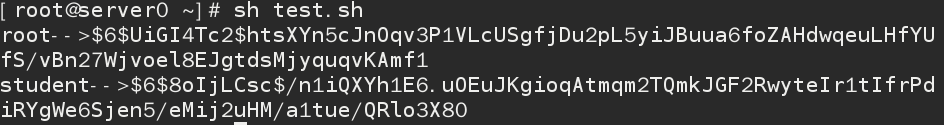 [ root@server0 ~]# sh test.sh
root-->$6$UiGI4Tc2$htsXYn5cJnOqv3P1VLcUSgfjDu2pL5yiJBuua6foZAHdwqeuLHfYU
fS/vBn27Wjvoel8EJgtdsMjyquqvKAmf1
student-->$6$8oIjLCsc$/n1iQXYh1E6.uOEuJKgioqAtmqm2TQmkJGF2RwyteIr1tIfrPd
iRYgWe6Sjen5/eMij2uHM/a1tue/QRlo3X80